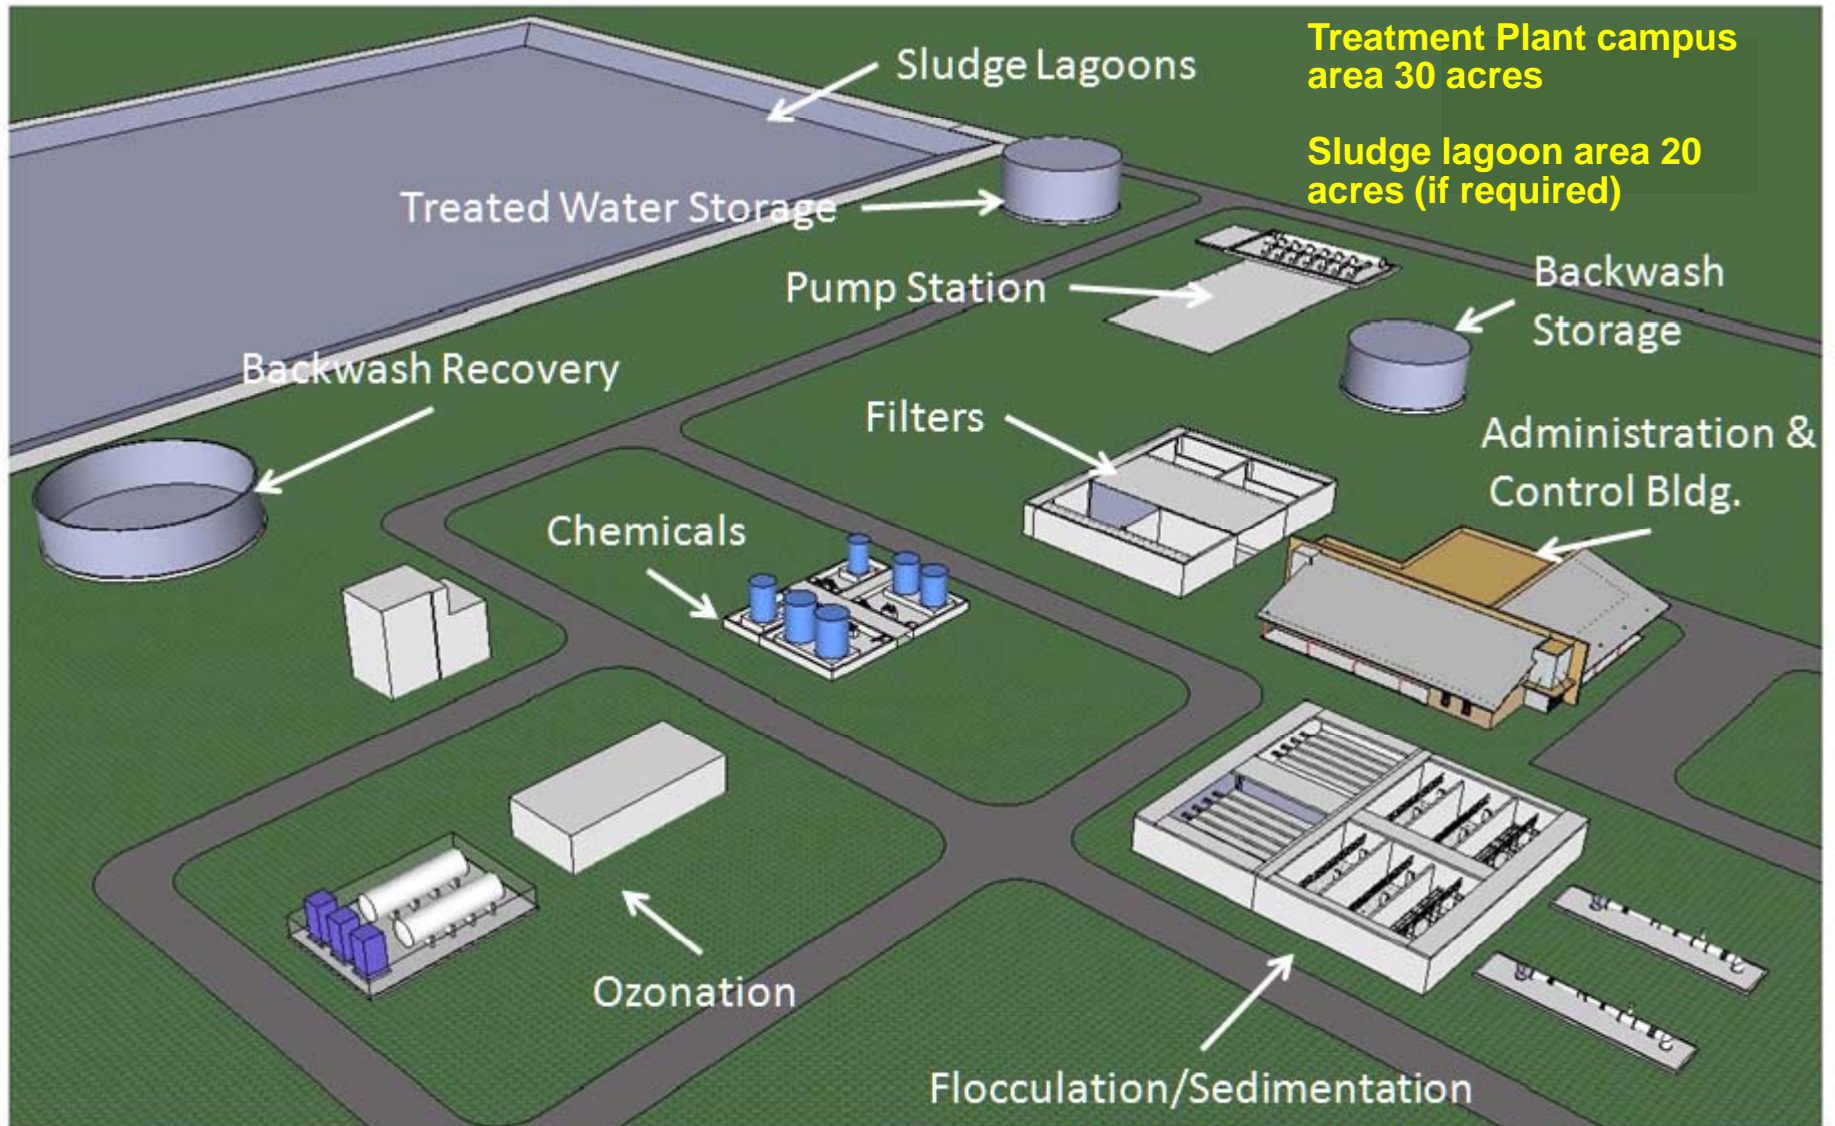 Treatment Plant campus
area 30 acres
Sludge lagoon area 20
acres (if required)
Sludge Lagoons
Treated Water Storage
Pump Station
Backwash
Storage
Backwash Recovery
Filters
Administration &
Control Bldg.
Chemicals
Ozonation
Flocculation/Sedimentation